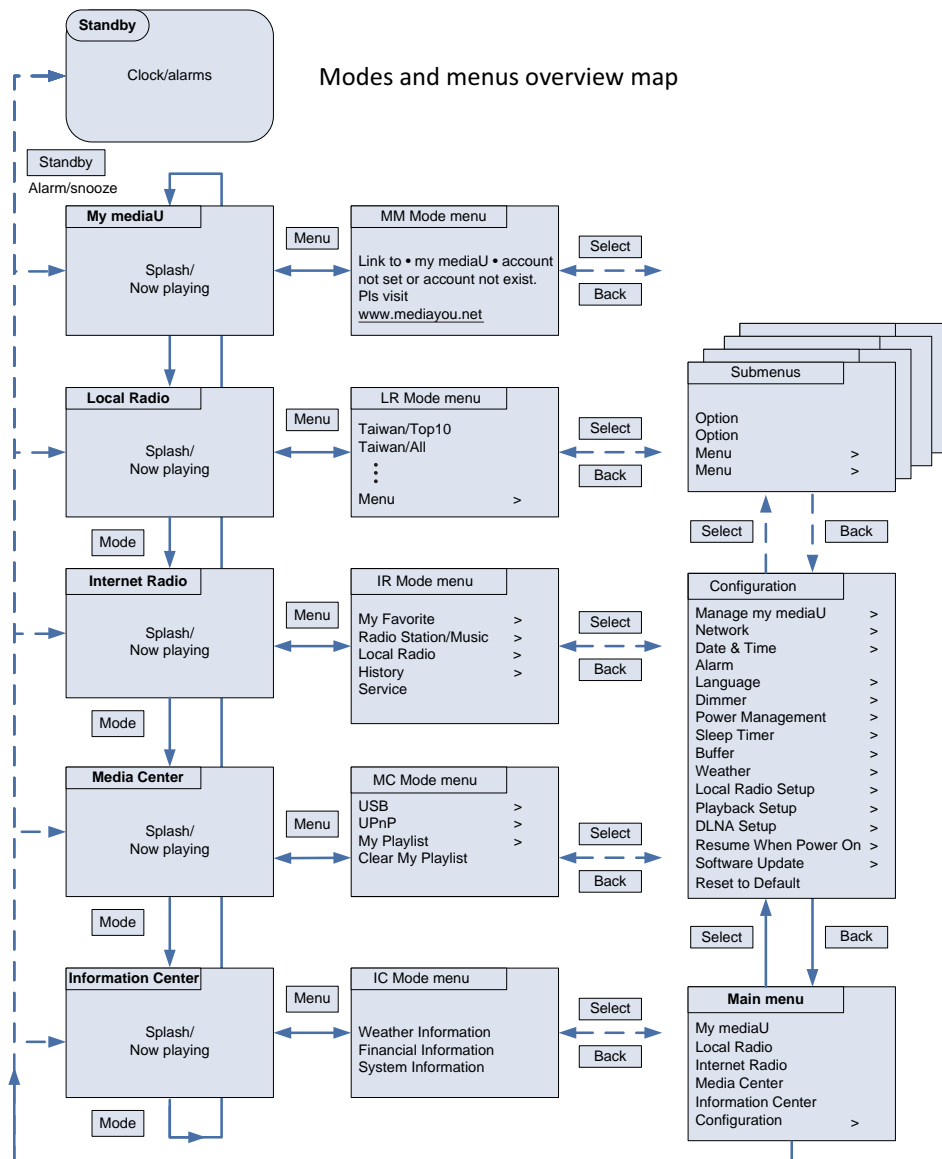 Standby
Clock/alarms
Modes and menus overview map
Standby
Alarm/snooze
My mediaU
Splash/
Now playing
Menu
MM Mode menu
Link to • my mediaU • account
not set or account not exist.
Pls visit
www.mediayou.net
Select
Back
Local Radio
Splash/
Now playing
Menu
LR Mode menu
Taiwan/Top10
Taiwan/All
Menu >
Select
Back
Submenus
Option
Option
Menu >
Menu >
Mode
Select
Back
Internet Radio
Splash/
Now playing
Menu
IR Mode menu
My Favorite >
Radio Station/Music >
Local Radio >
History >
Service
Select
Back
Configuration
Manage my mediaU >
Network >
Date & Time >
Alarm
Language >
Dimmer >
Power Management >
Sleep Timer >
Buffer >
Weather >
Local Radio Setup >
Playback Setup >
DLNA Setup >
Resume When Power On >
Software Update >
Reset to Default
Mode
Media Center
Splash/
Now playing
Menu
MC Mode menu
USB >
UPnP >
My Playlist >
Clear My Playlist
Select
Back
Mode
Select
Back
Information Center
Splash/
Now playing
Menu
IC Mode menu
Weather Information
Financial Information
System Information
Select
Back
Main menu
My mediaU
Local Radio
Internet Radio
Media Center
Information Center
Configuration >
Mode